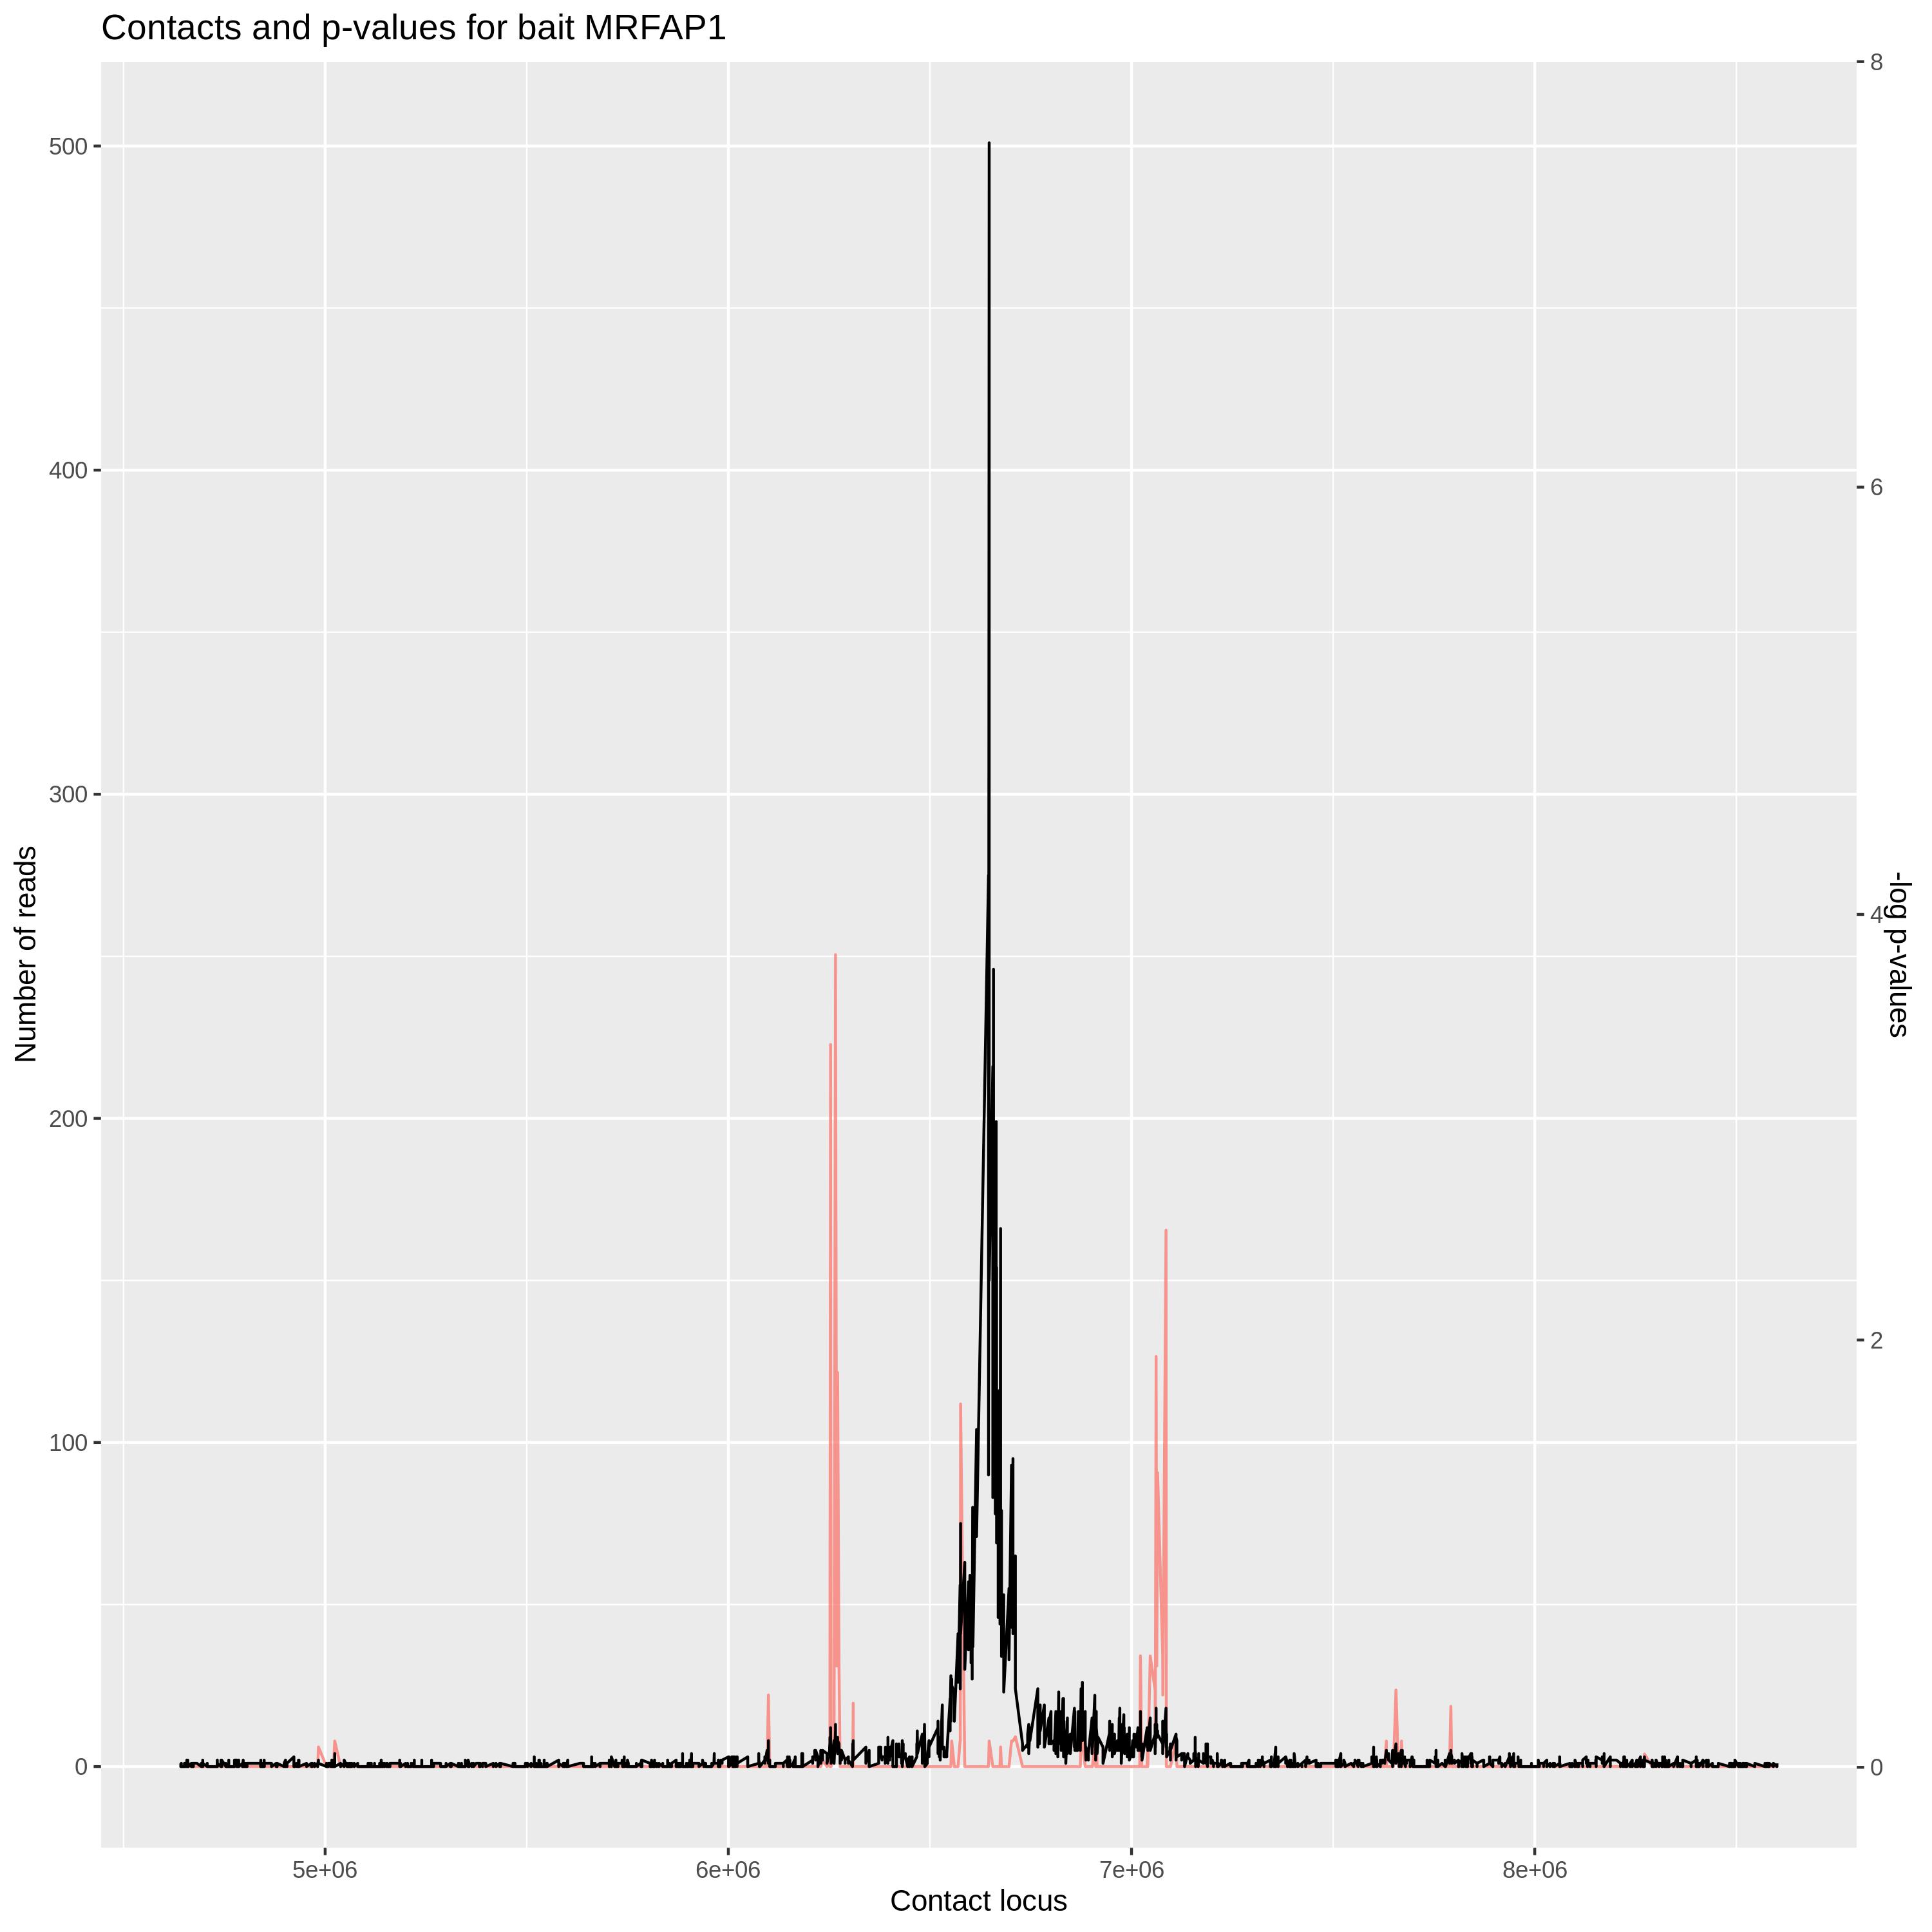 Contacts and p-values for bait MRFAP1
8
500
400
6
300
4
200
2
100
0
0
Number of reads
-log p-values
5e+06
6e+06
7e+06
8e+06
Contact locus